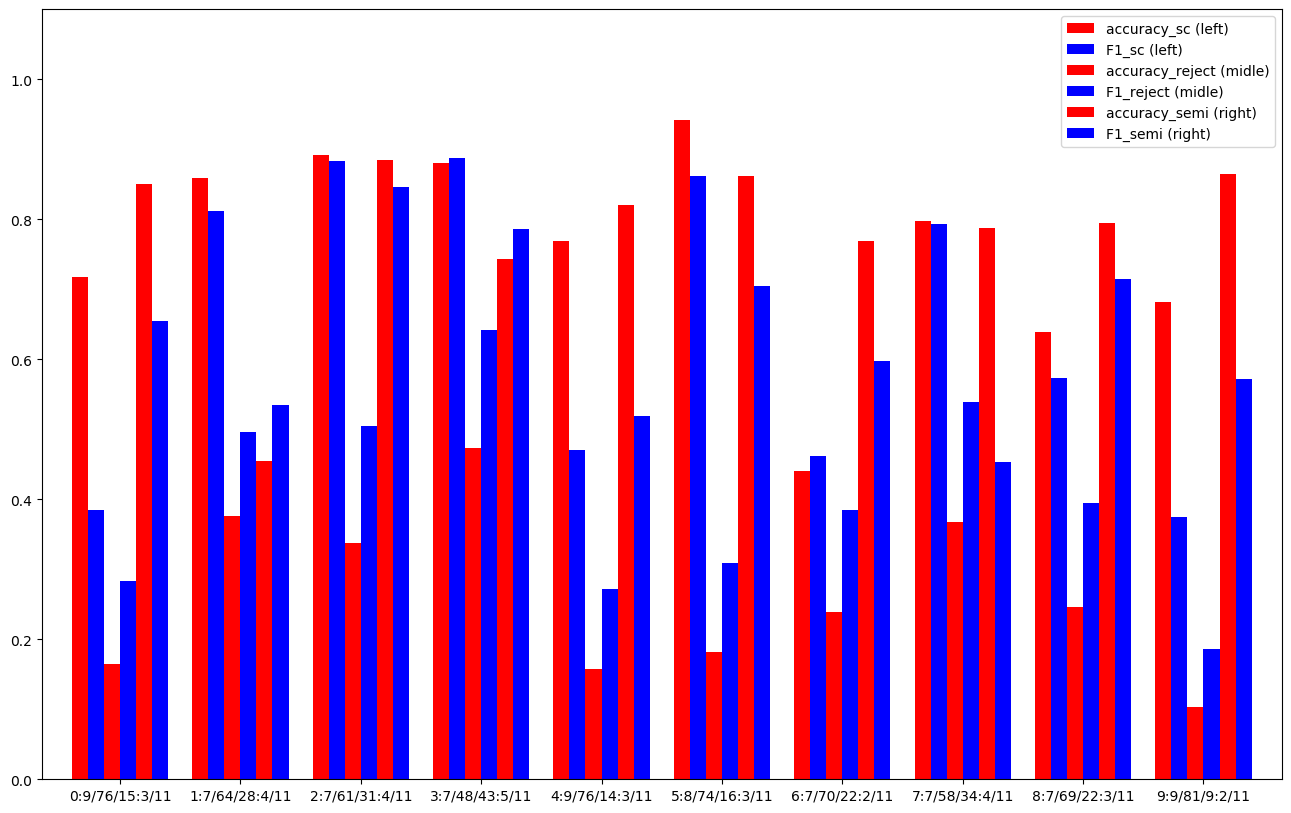 accuracy_sc (left)
F1_sc (left)
accuracy_reject (midle)
F1_reject (midle)
accuracy_semi (right)
F1_semi (right)
1.0
0.8
0.6
0.4
0.2
0.0
0:9/76/15:3/11 1:7/64/28:4/11 2:7/61/31:4/11 3:7/48/43:5/11 4:9/76/14:3/11 5:8/74/16:3/11 6:7/70/22:2/11 7:7/58/34:4/11 8:7/69/22:3/11 9:9/81/9:2/11